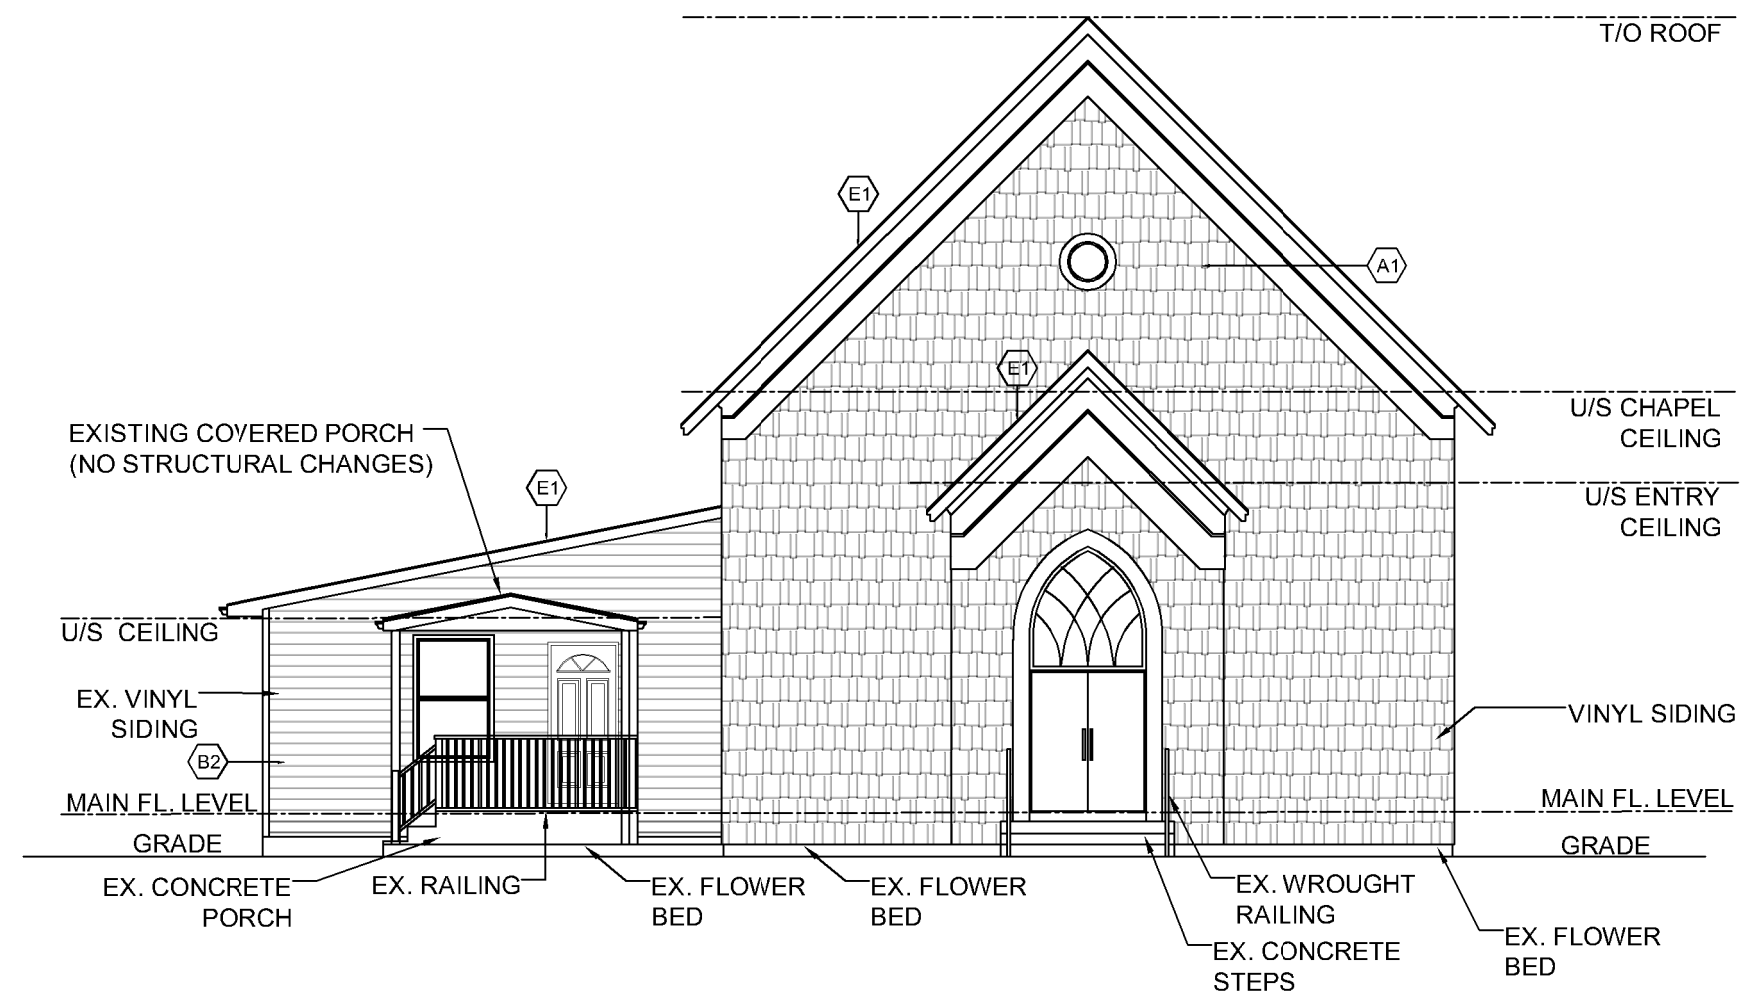 T/O ROOF
E1
A1
E1
U/S CHAPEL
CEILING
EXISTING COVERED PORCH
(NO STRUCTURAL CHANGES)
E1
U/S ENTRY
CEILING
U/S CEILING
EX. VINYL
SIDING
VINYL SIDING
B2
MAIN FL. LEVEL
MAIN FL. LEVEL
GRADE
GRADE
EX. CONCRETE
PORCH
EX. RAILING
EX. FLOWER
BED
EX. FLOWER
BED
EX. WROUGHT
RAILING
EX. CONCRETE
STEPS
EX. FLOWER
BED